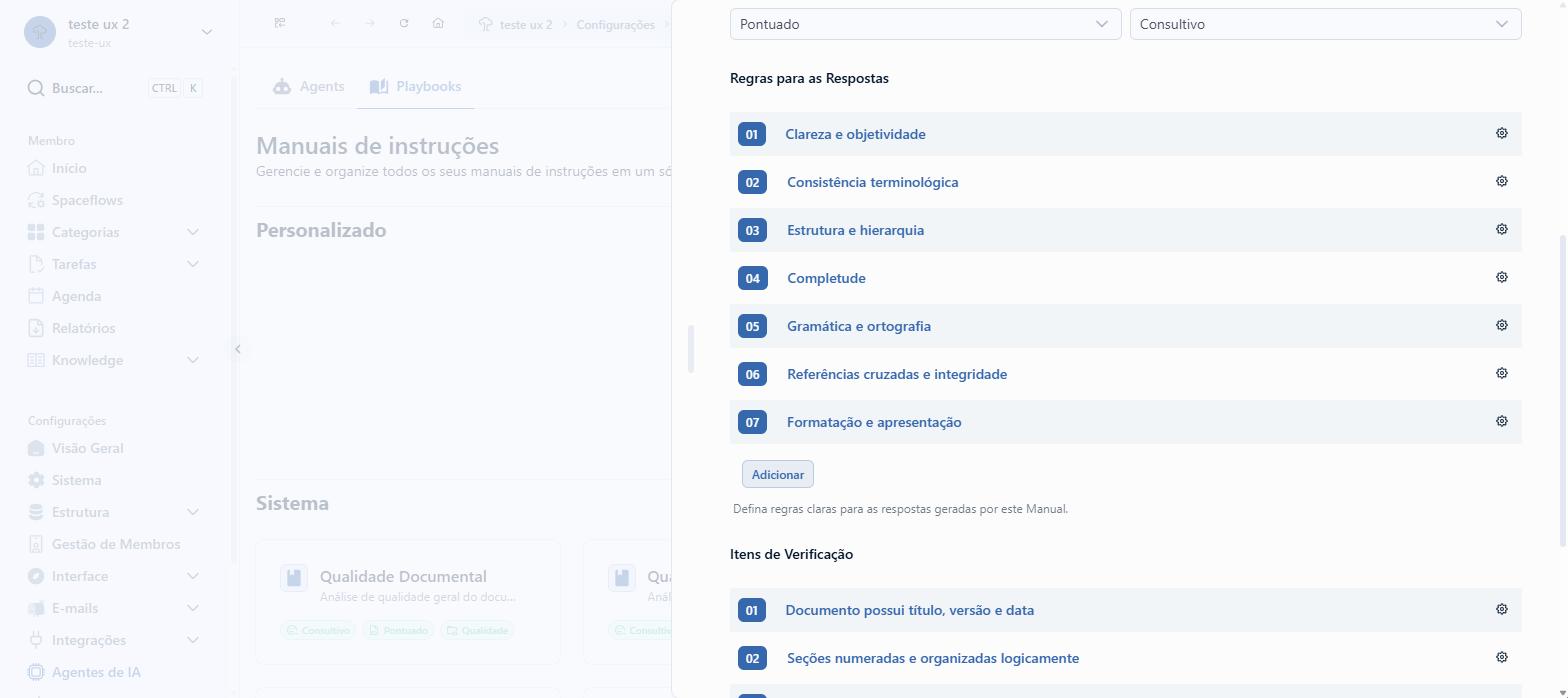 teste ux 2
teste-ux
Buscar...
CTRL K
Membro
Início
Spaceflows
Categorias
Tarefas
Agenda
Relatórios
Knowledge
Configurações
Visão Geral
Sistema
Estrutura
Gestão de Membros
Interface
E-mails
Integrações
Agentes de IA
teste ux 2 > Configurações >
Agents
Playbooks
Manuais de instruções
Gerencie e organize todos os seus manuais de instruções em um só
Personalizado
Sistema
Qualidade Documental
Análise de qualidade geral do docu...
Consultivo Pontuado Qualidade
Pontuado
Consultivo
Regras para as Respostas
01 Clareza e objetividade
02 Consistência terminológica
03 Estrutura e hierarquia
04 Completude
05 Gramática e ortografia
06 Referências cruzadas e integridade
07 Formatação e apresentação
Adicionar
Defina regras claras para as respostas geradas por este Manual.
Itens de Verificação
01 Documento possui título, versão e data
02 Seções numeradas e organizadas logicamente